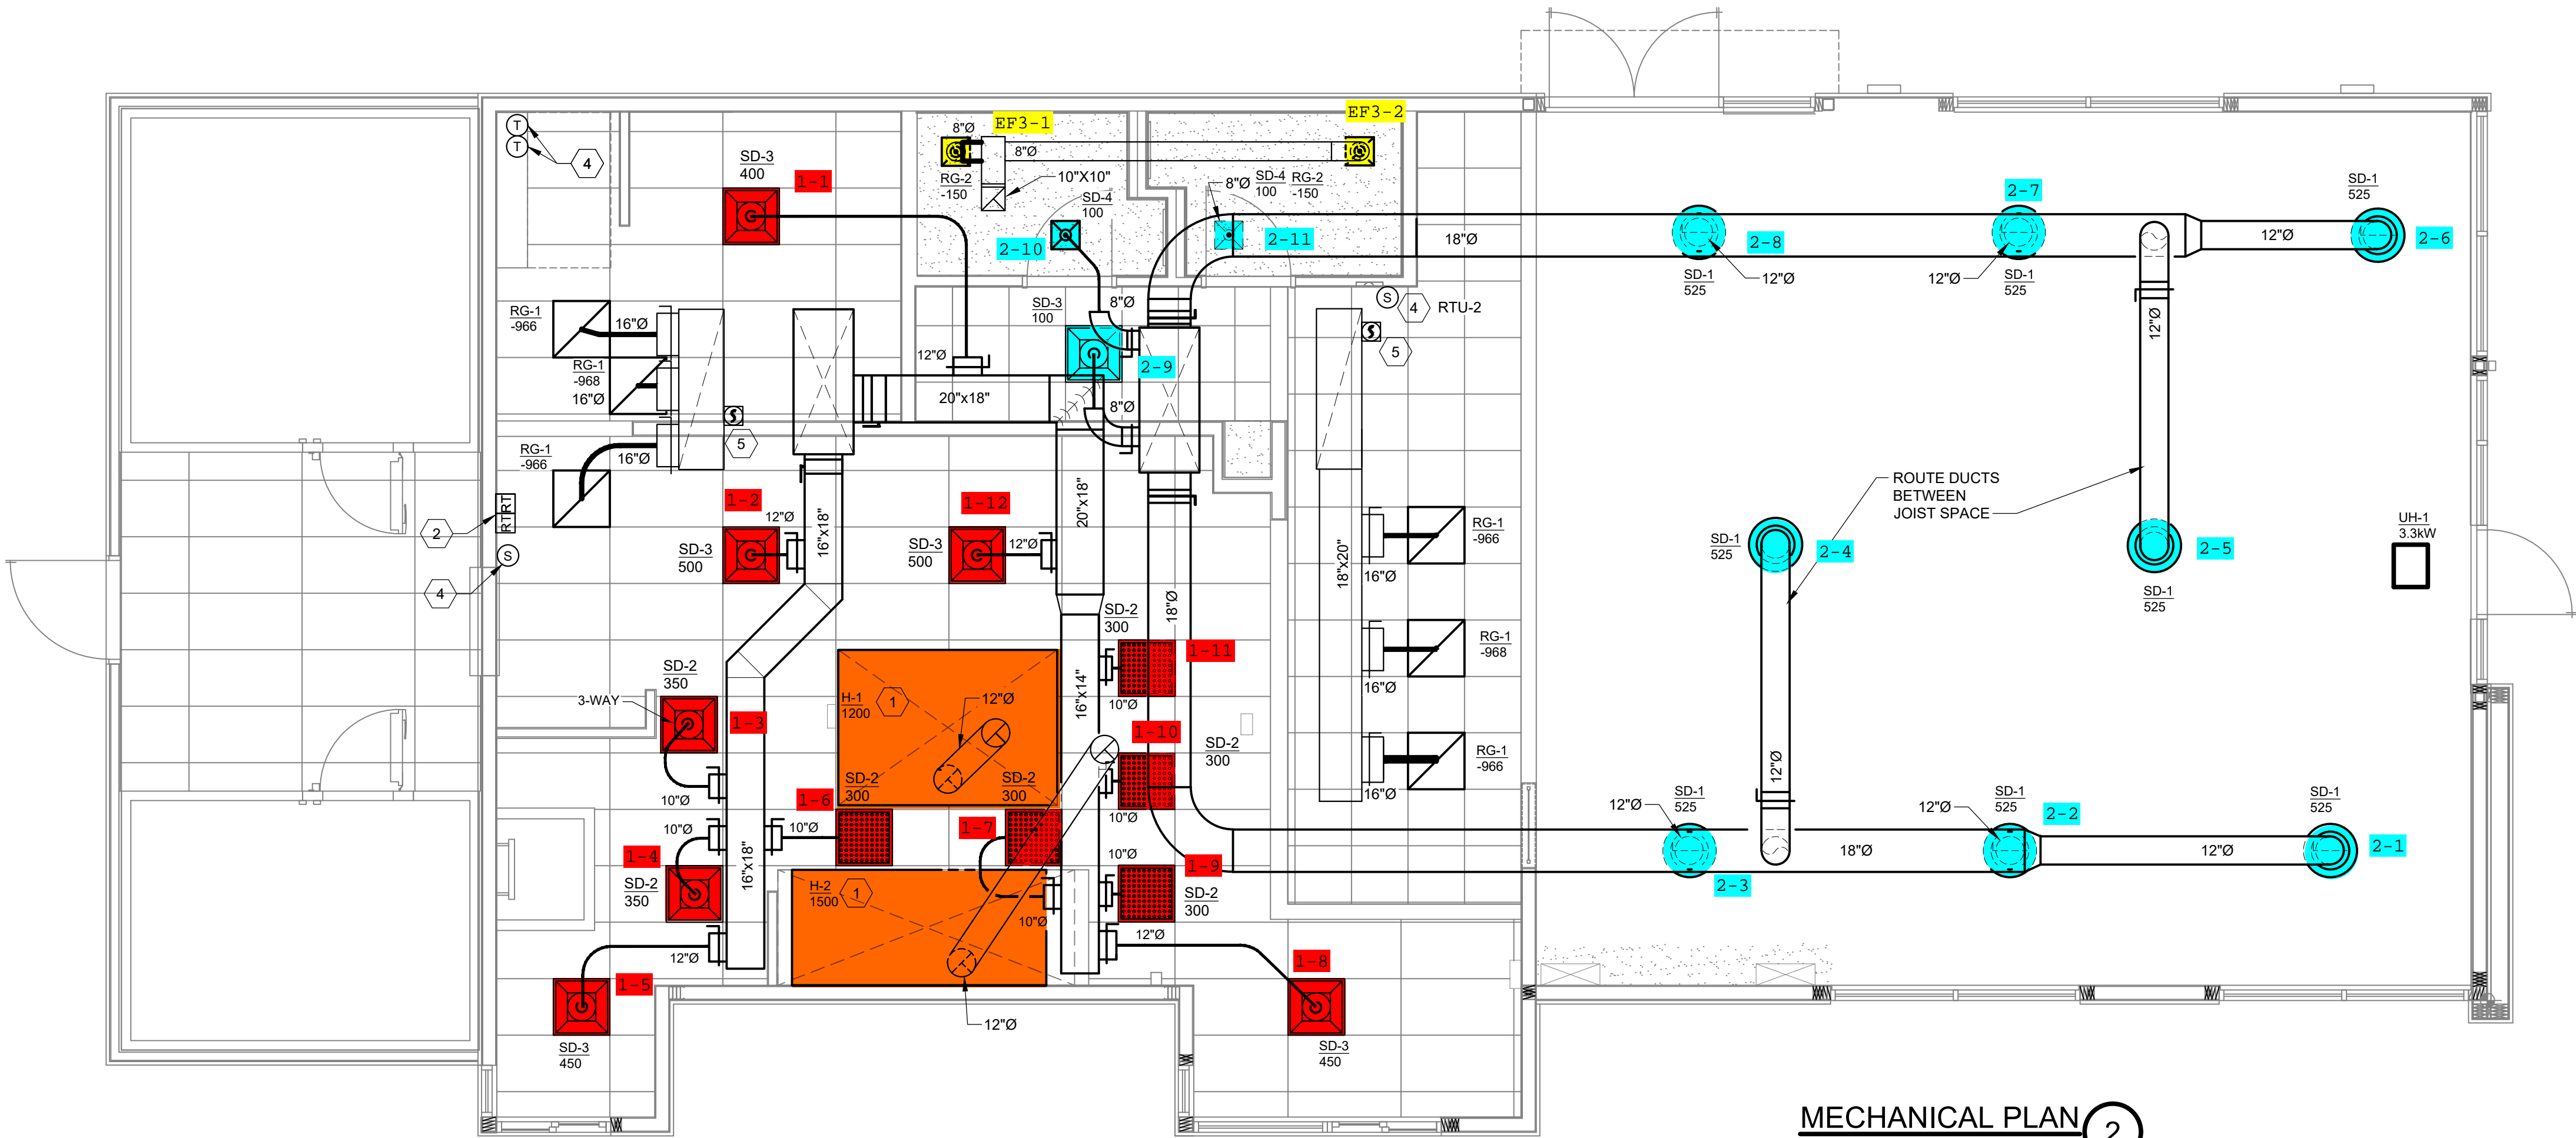 EF3-1
EF3-2
8"Ø
8"Ø
T
T
4
SD-3
400
1-1
RG-2
-150
10"X10"
SD-4
100
8"Ø
SD-4
100
RG-2
-150
2-10
2-11
18"Ø
2-8
SD-1
525
12"Ø
2-7
12"Ø
SD-1
525
12"Ø
SD-1
525
2-6
RG-1
-966
16"Ø
RG-1
-968
16"Ø
RG-1
-966
16"Ø
S
5
12"Ø
20"x18"
SD-3
100
8"Ø
2-9
8"Ø
S
4
RTU-2
S
5
12"Ø
ROUTE DUCTS
BETWEEN
JOIST SPACE
RTRT
2
S
4
1-2
12"Ø
SD-3
500
16"x18"
1-12
SD-3
500
12"Ø
20"x18"
18"Ø
18"x20"
RG-1
-966
16"Ø
RG-1
-968
16"Ø
RG-1
-966
16"Ø
SD-1
525
2-4
2-5
SD-1
525
UH-1
3.3kW
SD-2
300
1-11
10"Ø
16"x14"
SD-2
350
3-WAY
1-3
10"Ø
H-1
1200
1
12"Ø
1-10
SD-2
300
10"Ø
SD-2
300
SD-2
300
1-6
10"Ø
1-7
10"Ø
10"Ø
1-4
SD-2
350
16"x18"
H-2
1500
1
10"Ø
1-9
SD-2
300
12"Ø
12"Ø
1-5
SD-3
450
12"Ø
1-8
SD-3
450
12"Ø
12"Ø
SD-1
525
2-3
18"Ø
12"Ø
SD-1
525
2-2
12"Ø
SD-1
525
2-1
MECHANICAL PLAN
2